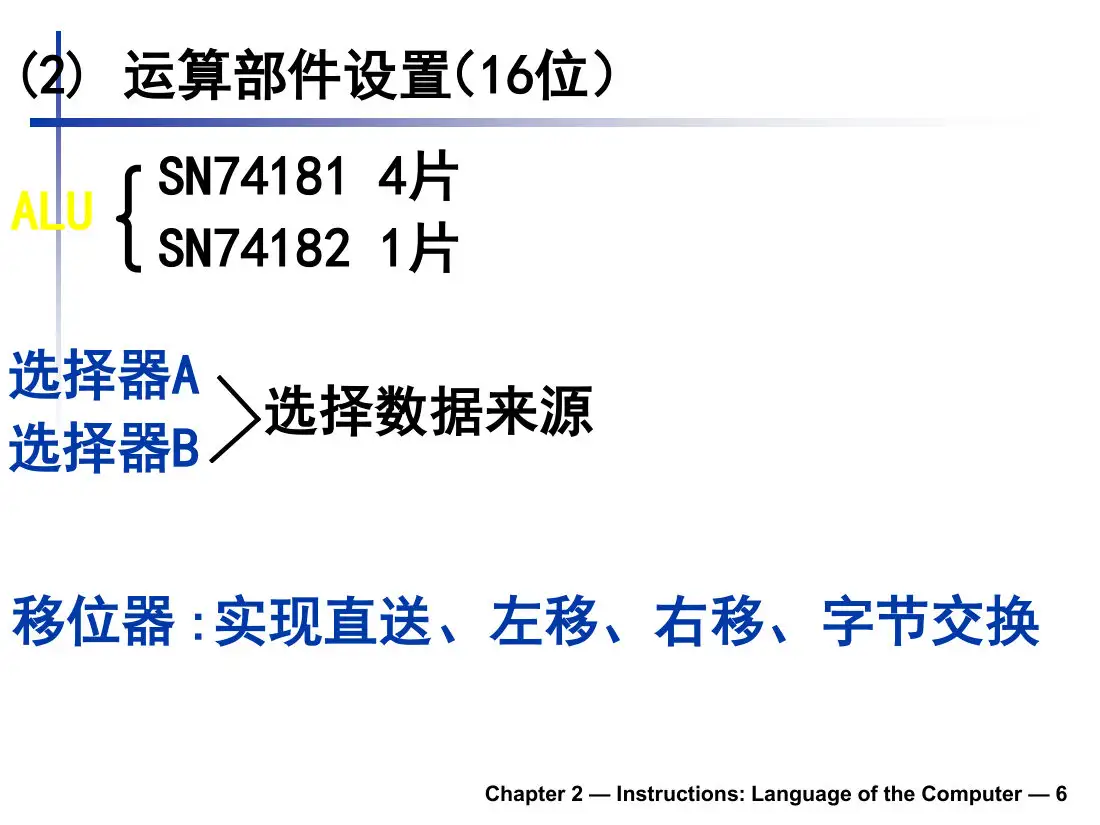 (2) 运算部件设置(16位)
SN74181 4片
ALU
SN74182 1片
选择器A
选择数据来源
选择器B
移位器:实现直送、左移、右移、字节交换
Chapter 2 — Instructions: Language of the Computer — 6